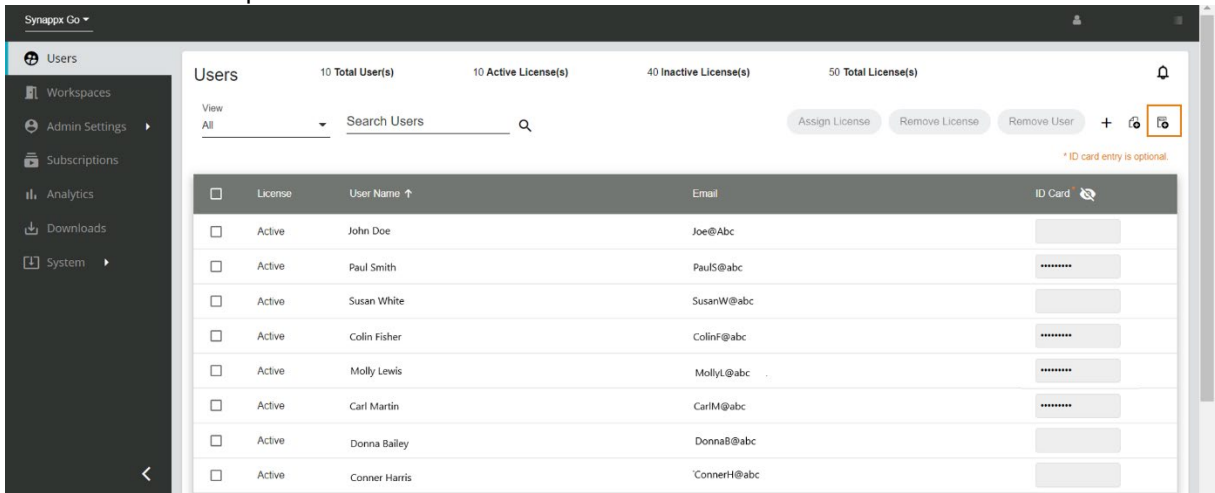 Synappx Go
Users
Workspaces
Admin Settings
Subscriptions
Analytics
Downloads
System
Users 10 Total User(s) 10 Active License(s) 40 Inactive License(s) 50 Total License(s)
View
All Search Users Assign License Remove License Remove User
* ID card entry is optional.
License User Name Email ID Card *
Active John Doe Joe@Abc
Active Paul Smith PaulS@abc •••••••••
Active Susan White SusanW@abc
Active Colin Fisher ColinF@abc •••••••••
Active Molly Lewis MollyL@abc •••••••••
Active Carl Martin CarlM@abc •••••••••
Active Donna Bailey DonnaB@abc
Active Conner Harris ConnerH@abc